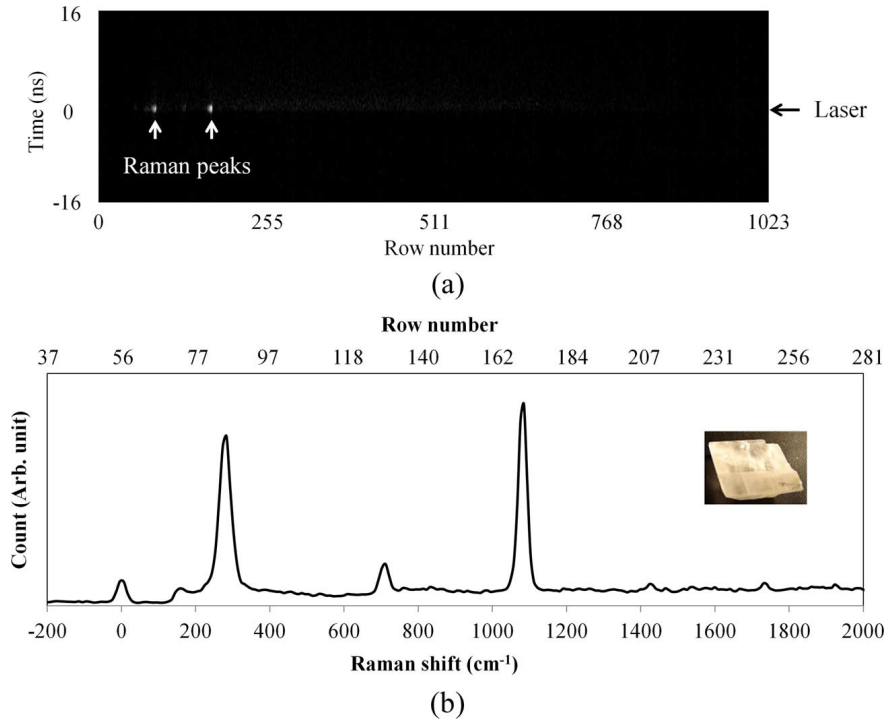 16
Time (ns)
0
-16
Laser
Raman peaks
0 255 511 768 1023
Row number
(a)
Row number
37 56 77 97 118 140 162 184 207 231 256 281
Count (Arb. unit)
-200 0 200 400 600 800 1000 1200 1400 1600 1800 2000
Raman shift (cm⁻¹)
(b)